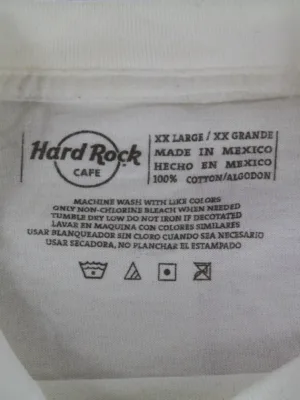 Hard Rock
CAFE
XX LARGE / XX GRANDE
MADE IN MEXICO
HECHO EN MEXICO
100% COTTON/ALGODON
MACHINE WASH WITH LIKE COLORS
ONLY NON-CHLORINE BLEACH WHEN NEEDED
TUMBLE DRY LOW DO NOT IRON IF DECOTATED
LAVAR EN MAQUINA CON COLORES SIMILARES
USAR BLANQUEADOR SIN CLORO CUANDO SEA NECESARIO
USAR SECADORA, NO PLANCHAR EL ESTAMPADO